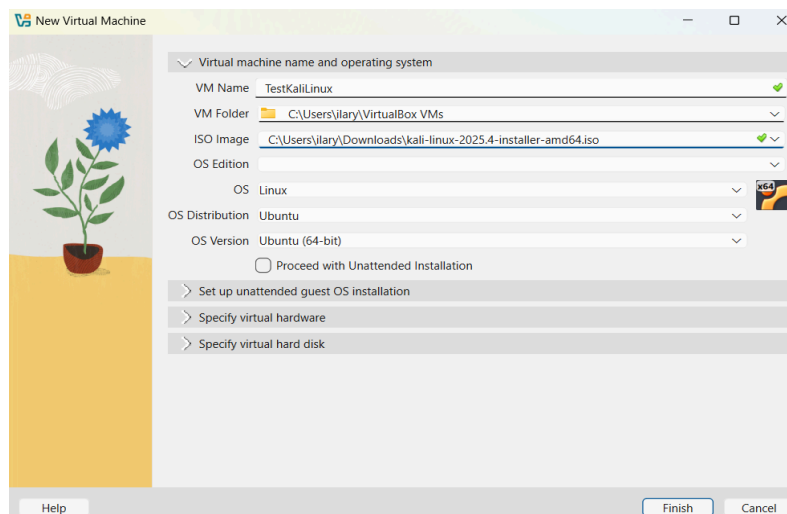 New Virtual Machine
Virtual machine name and operating system
VM Name TestKaliLinux
VM Folder C:\Users\ilary\VirtualBox VMs
ISO Image C:\Users\ilary\Downloads\kali-linux-2025.4-installer-amd64.iso
OS Edition
OS Linux
x64
OS Distribution Ubuntu
OS Version Ubuntu (64-bit)
Proceed with Unattended Installation
Set up unattended guest OS installation
Specify virtual hardware
Specify virtual hard disk
Help Finish Cancel